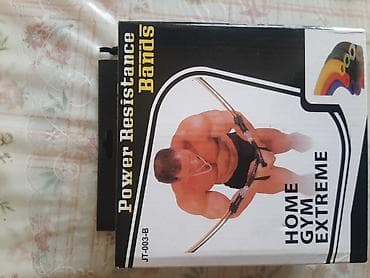 Power Resistance
Bands
HOME
GYM
EXTREME
JT-003-B